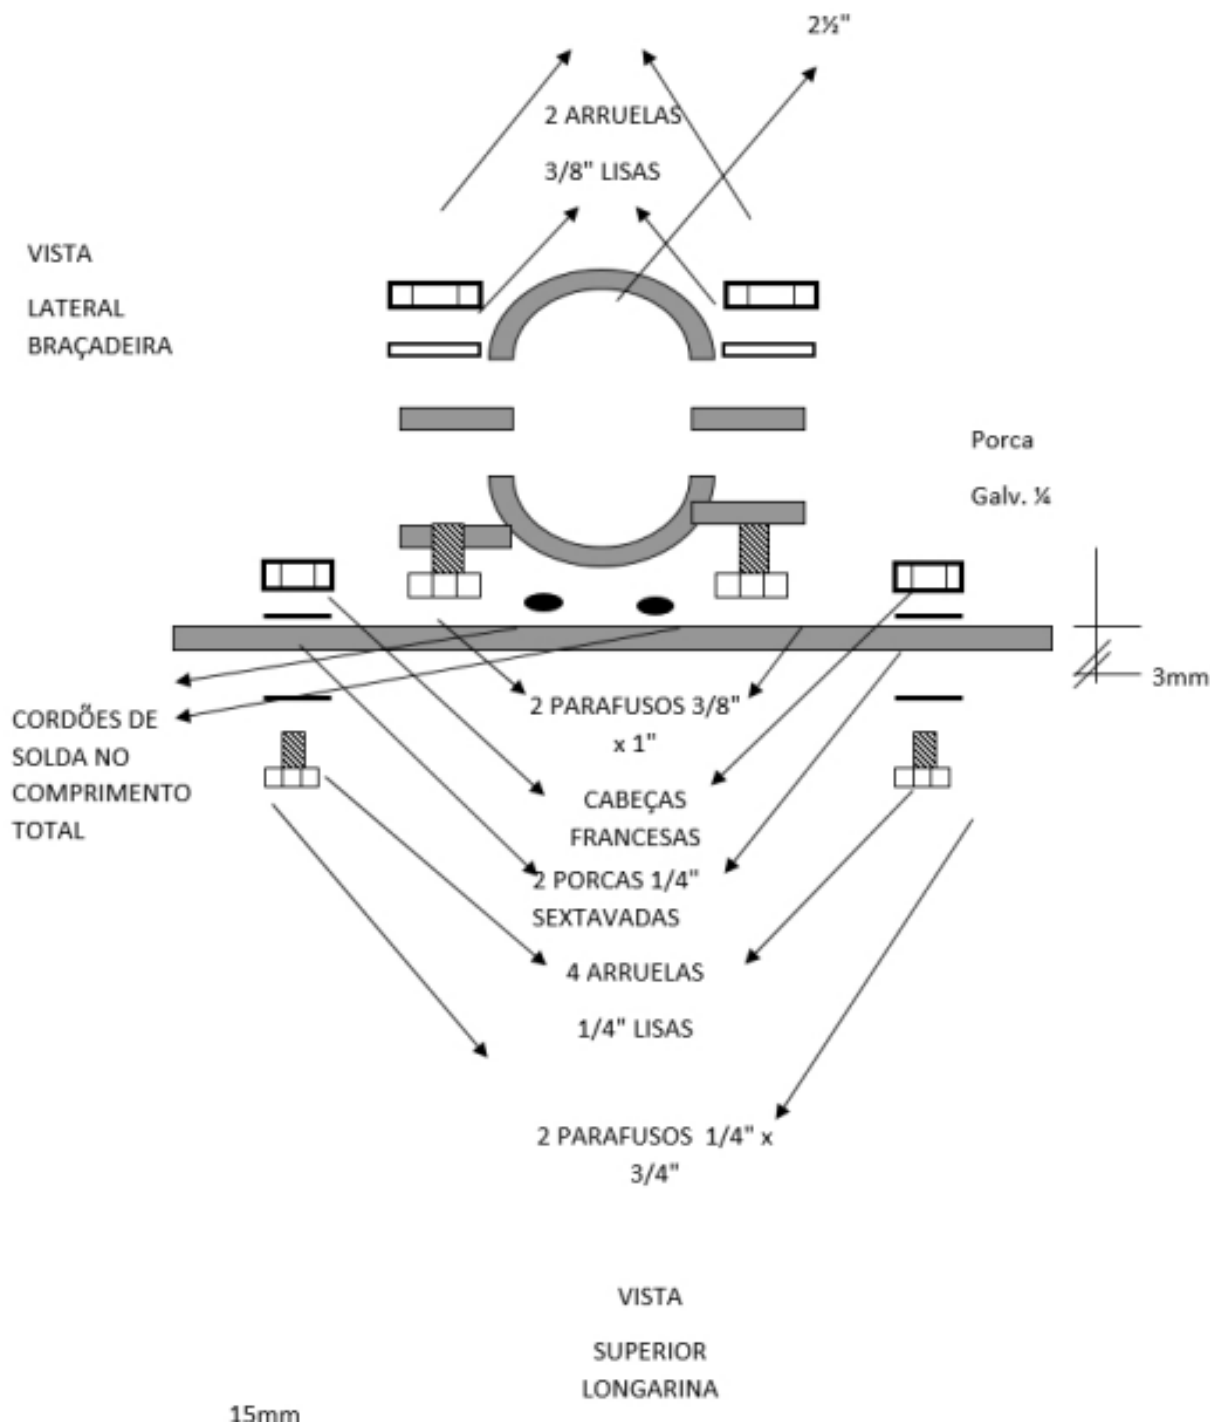 2½"
2 ARRUELAS
3/8" LISAS
VISTA
LATERAL
BRAÇADEIRA
Porca
Galv. ¼
3mm
2 PARAFUSOS 3/8"
x 1"
CORDÕES DE
SOLDA NO
COMPRIMENTO
TOTAL
CABEÇAS
FRANCESAS
2 PORCAS 1/4"
SEXTAVADAS
4 ARRUELAS
1/4" LISAS
2 PARAFUSOS 1/4" x
3/4"
VISTA
SUPERIOR
LONGARINA
15mm